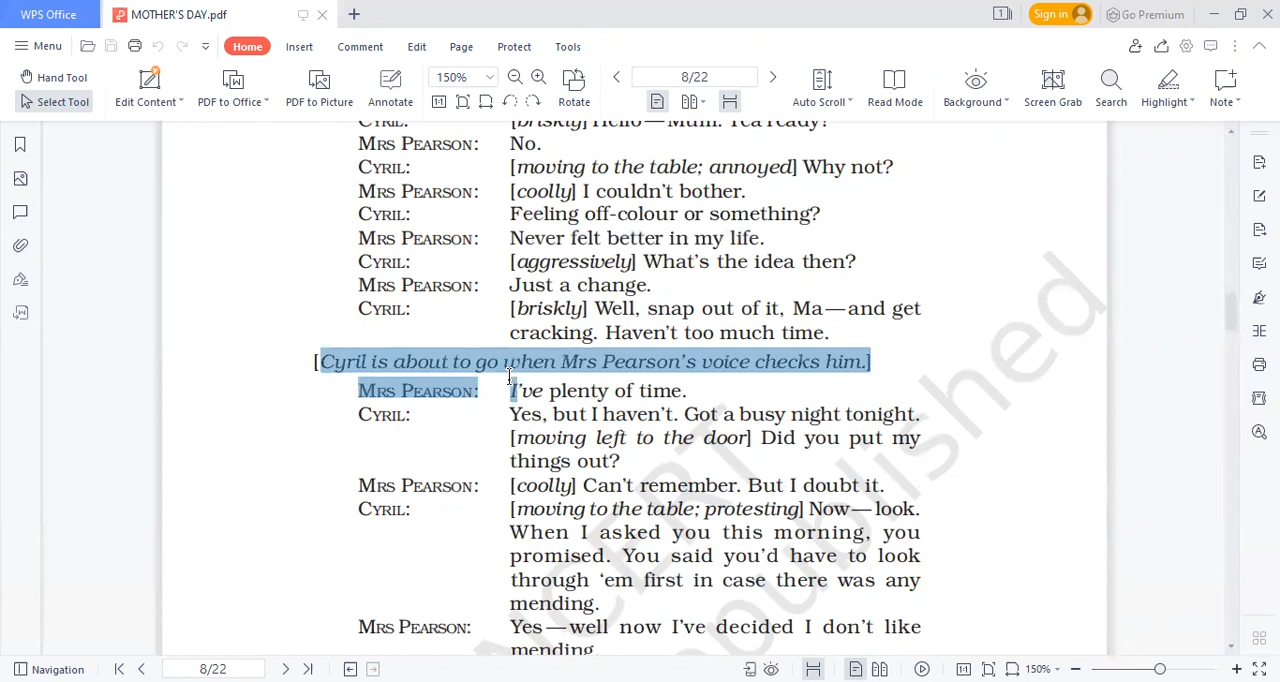 WPS Office MOTHER'S DAY.pdf Sign in Go Premium
Menu Home Insert Comment Edit Page Protect Tools
Hand Tool 150% 8/22
Select Tool Edit Content PDF to Office PDF to Picture Annotate Rotate Auto Scroll Read Mode Background Screen Grab Search Highlight Note
CYRIL: [briskly] Hello—Mum. Tea ready?
MRS PEARSON: No.
CYRIL: [moving to the table; annoyed] Why not?
MRS PEARSON: [coolly] I couldn't bother.
CYRIL: Feeling off-colour or something?
MRS PEARSON: Never felt better in my life.
CYRIL: [aggressively] What's the idea then?
MRS PEARSON: Just a change.
CYRIL: [briskly] Well, snap out of it, Ma—and get
cracking. Haven't too much time.
[Cyril is about to go when Mrs Pearson's voice checks him.]
MRS PEARSON: I've plenty of time.
CYRIL: Yes, but I haven't. Got a busy night tonight.
[moving left to the door] Did you put my
things out?
MRS PEARSON: [coolly] Can't remember. But I doubt it.
CYRIL: [moving to the table; protesting] Now—look.
When I asked you this morning, you
promised. You said you'd have to look
through 'em first in case there was any
mending.
MRS PEARSON: Yes—well now I've decided I don't like
mending.
NCERT
published
Navigation 8/22 150%